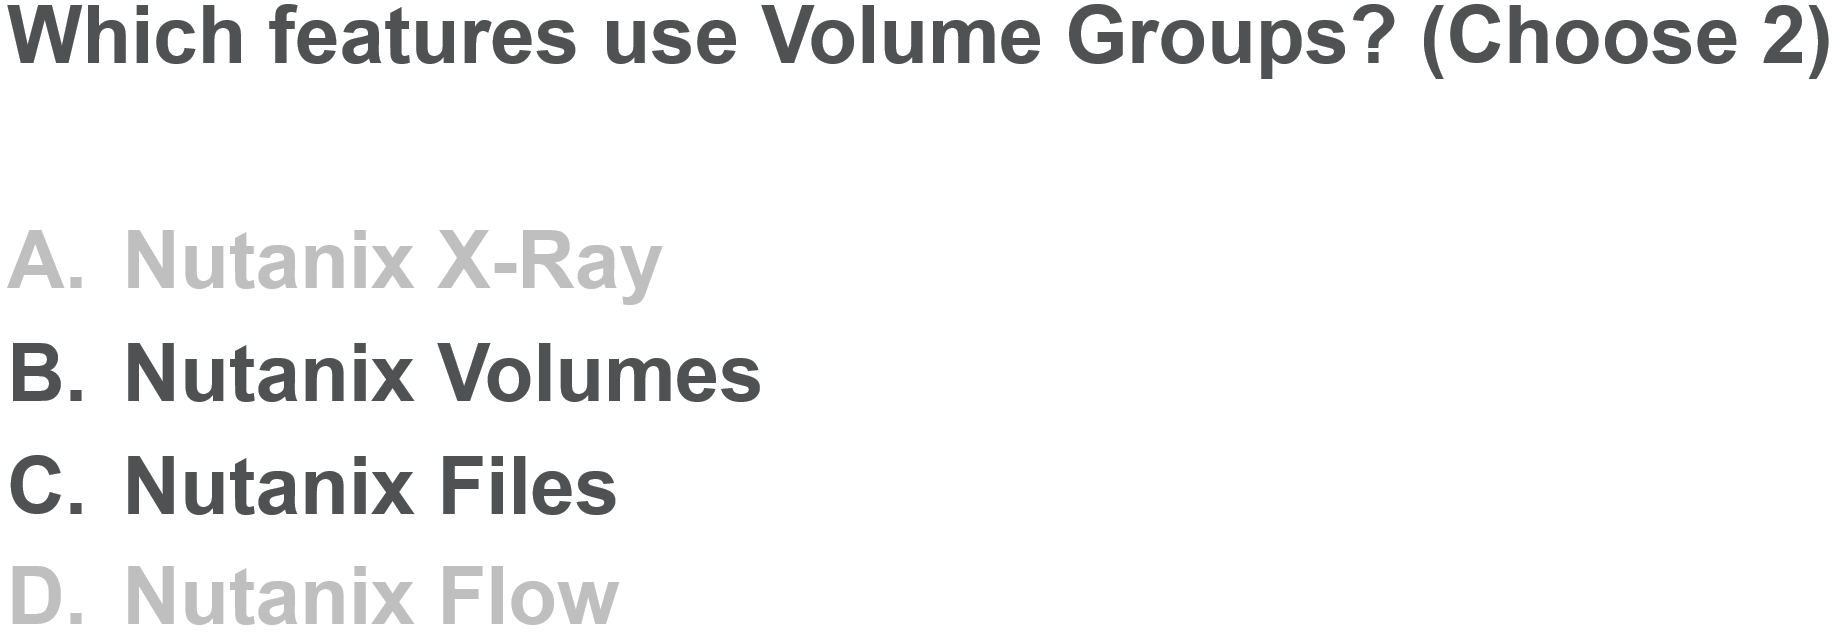 Which features use Volume Groups? (Choose 2)
A. Nutanix X-Ray
B. Nutanix Volumes
C. Nutanix Files
D. Nutanix Flow